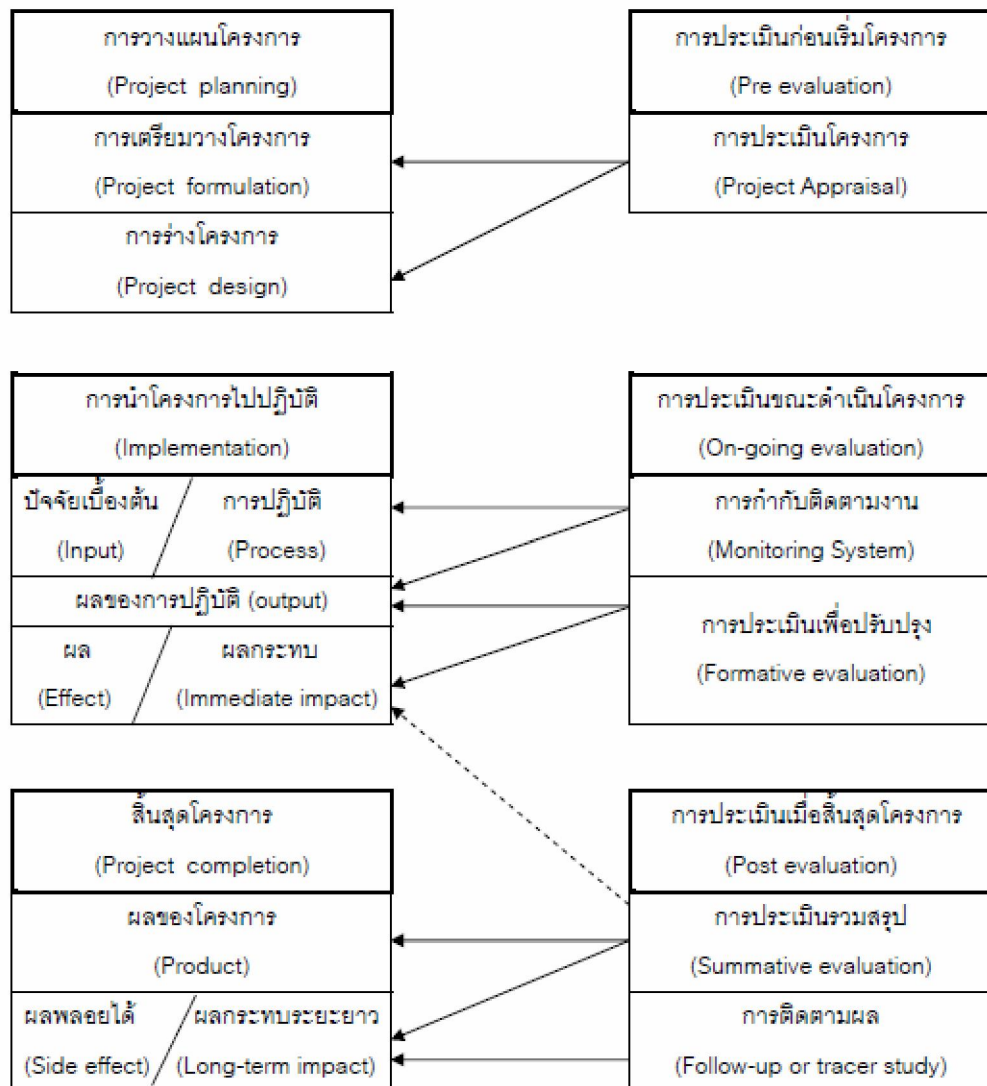 การวางแผนโครงการ
(Project planning)
การเตรียมวางโครงการ
(Project formulation)
การร่างโครงการ
(Project design)
การประเมินก่อนเริ่มโครงการ
(Pre evaluation)
การประเมินโครงการ
(Project Appraisal)
การนำโครงการไปปฏิบัติ
(Implementation)
ปัจจัยเบื้องต้น
(Input)
การปฏิบัติ
(Process)
ผลของการปฏิบัติ (output)
ผล
(Effect)
ผลกระทบ
(Immediate impact)
การประเมินขณะดำเนินโครงการ
(On-going evaluation)
การกำกับติดตามงาน
(Monitoring System)
การประเมินเพื่อปรับปรุง
(Formative evaluation)
สิ้นสุดโครงการ
(Project completion)
ผลของโครงการ
(Product)
ผลพลอยได้
(Side effect)
ผลกระทบระยะยาว
(Long-term impact)
การประเมินเมื่อสิ้นสุดโครงการ
(Post evaluation)
การประเมินรวมสรุป
(Summative evaluation)
การติดตามผล
(Follow-up or tracer study)